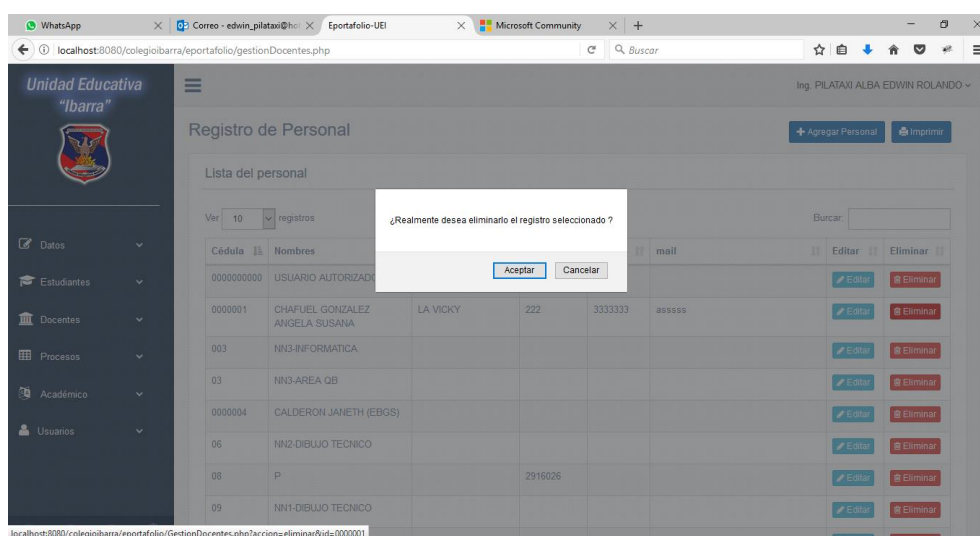 WhatsApp
Correo - edwin_pilataxi@ho
Eportafolio-UEI
Microsoft Community
localhost:8080/colegioibarra/eportafolio/gestionDocentes.php
Buscar
Unidad Educativa
“Ibarra”
Ing. PILATAXI ALBA EDWIN ROLANDO
Registro de Personal
Agregar Personal
Imprimir
Lista del personal
Ver 10 registros
Burcar:
¿Realmente desea eliminarlo el registro seleccionado ?
Aceptar Cancelar
Datos
Estudiantes
Docentes
Procesos
Académico
Usuarios
Cédula Nombres mail Editar Eliminar
0000000000 USUARIO AUTORIZADO Editar Eliminar
0000001 CHAFUEL GONZALEZ LA VICKY 222 3333333 asssss Editar Eliminar
ANGELA SUSANA
003 NN3-INFORMATICA Editar Eliminar
03 NN3-AREA QB Editar Eliminar
0000004 CALDERON JANETH (EBGS) Editar Eliminar
06 NN2-DIBUJO TECNICO Editar Eliminar
08 P 2916026 Editar Eliminar
09 NN1-DIBUJO TECNICO Editar Eliminar
localhost:8080/colegioibarra/eportafolio/GestionDocentes.php?accion=eliminar&id=0000001